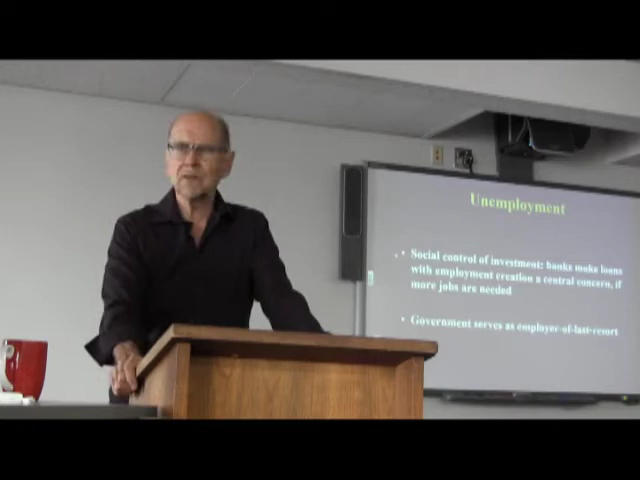 Unemployment
• Social control of investment: banks make loans
with employment creation a central concern, if
more jobs are needed
• Government serves as employer-of-last-resort